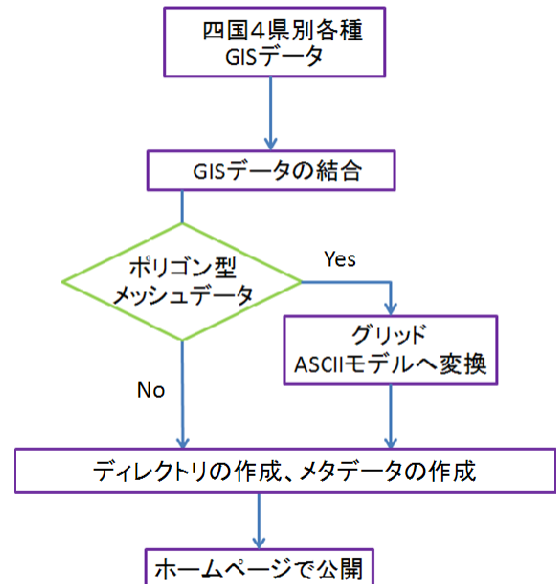 四国４県別各種
GISデータ
GISデータの結合
ポリゴン型
メッシュデータ
Yes
グリッド
ASCIIモデルへ変換
No
ディレクトリの作成、メタデータの作成
ホームページで公開